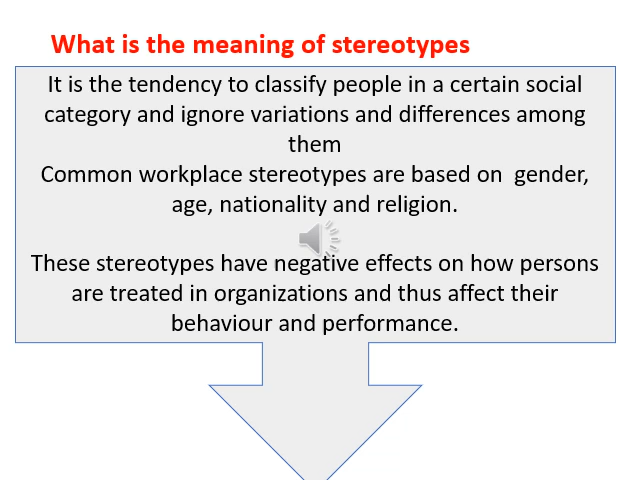 What is the meaning of stereotypes
It is the tendency to classify people in a certain social
category and ignore variations and differences among
them
Common workplace stereotypes are based on  gender,
age, nationality and religion.
These stereotypes have negative effects on how persons
are treated in organizations and thus affect their
behaviour and performance.